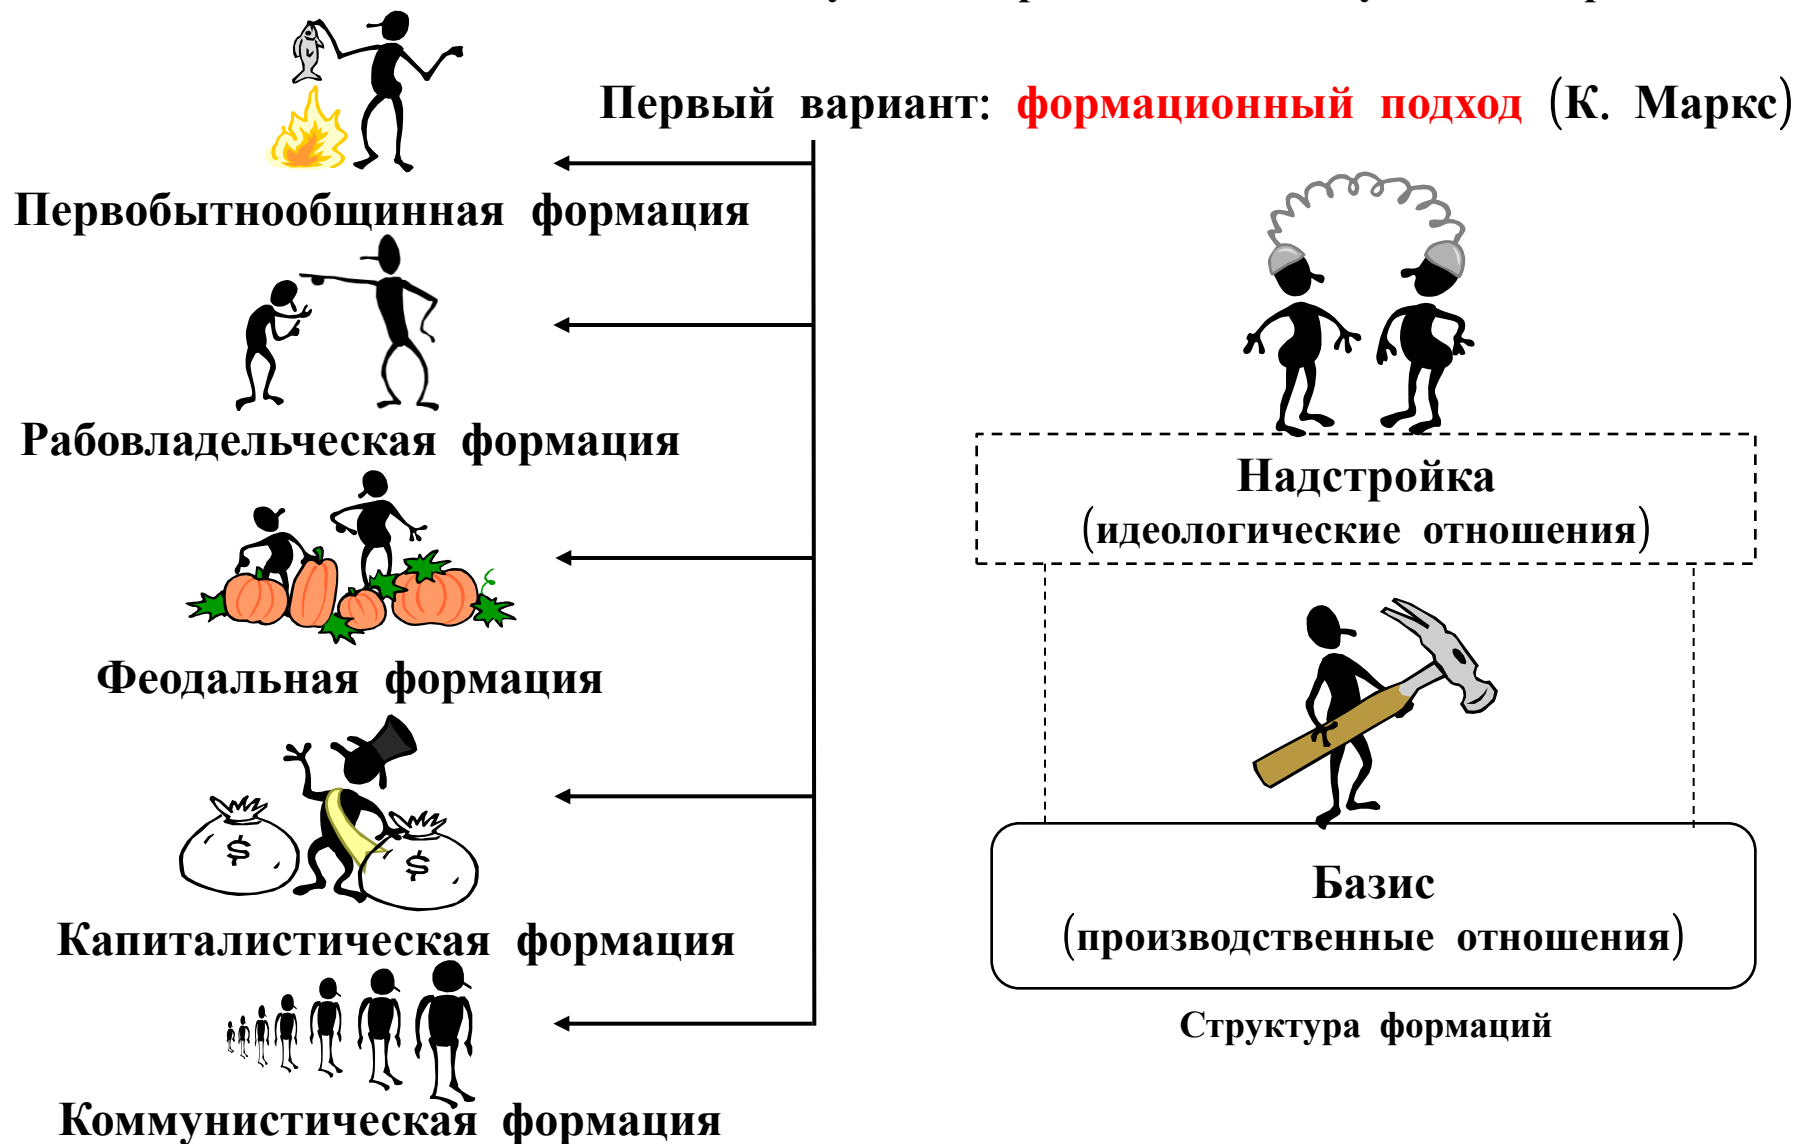 Первый вариант: формационный подход (К. Маркс)
Первобытнообщинная формация
Рабовладельческая формация
Феодальная формация
Капиталистическая формация
Коммунистическая формация
Надстройка
(идеологические отношения)
Базис
(производственные отношения)
Структура формаций
$
$